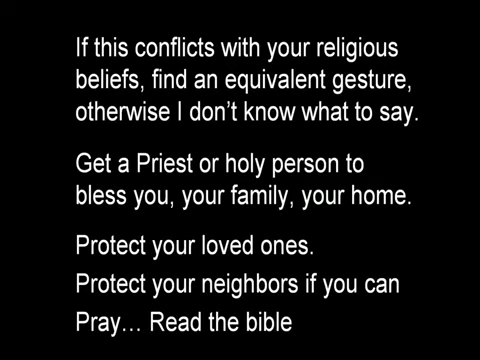 If this conflicts with your religious
beliefs, find an equivalent gesture,
otherwise I don't know what to say.
Get a Priest or holy person to
bless you, your family, your home.
Protect your loved ones.
Protect your neighbors if you can
Pray… Read the bible